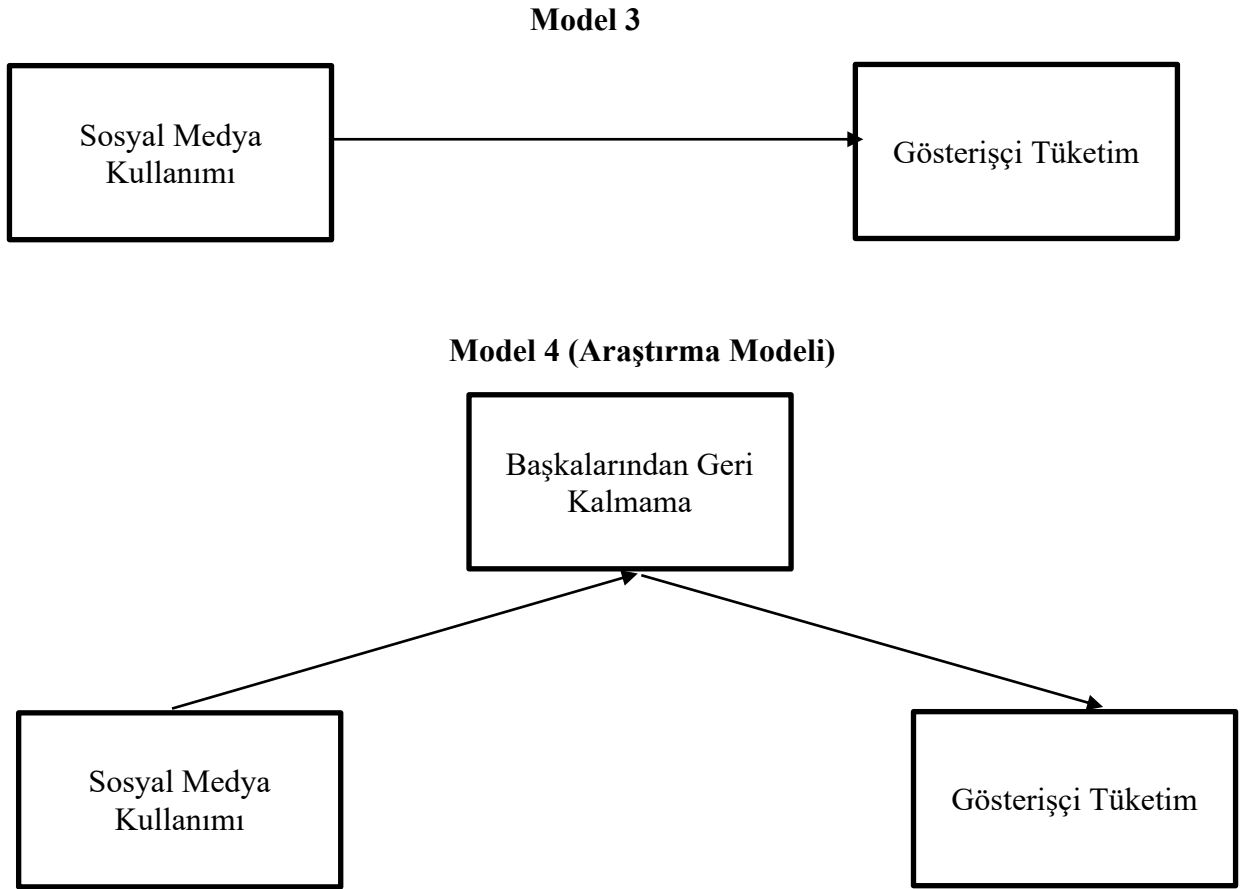 Model 3
Sosyal Medya
Kullanımı
Gösterişçi Tüketim
Model 4 (Araştırma Modeli)
Başkalarından Geri
Kalmama
Sosyal Medya
Kullanımı
Gösterişçi Tüketim